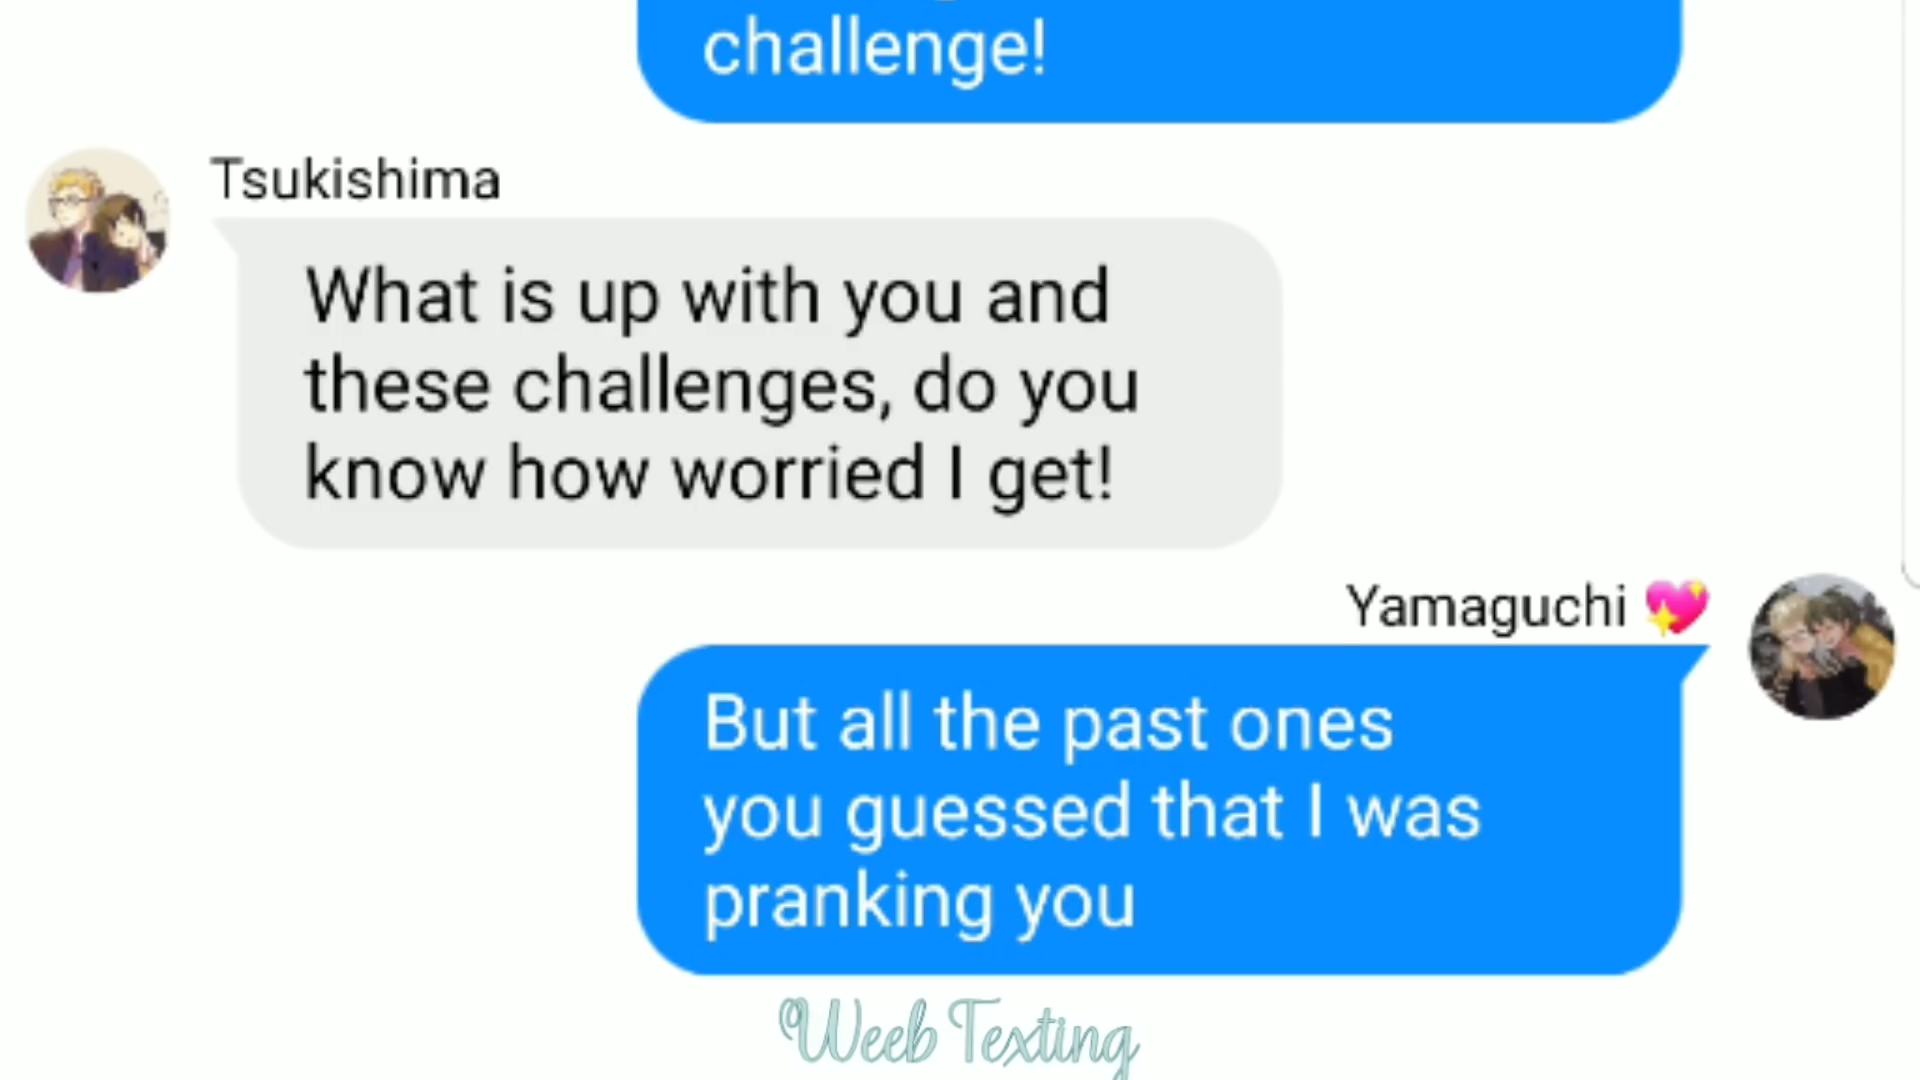 challenge!
Tsukishima
What is up with you and
these challenges, do you
know how worried I get!
Yamaguchi 💖
But all the past ones
you guessed that I was
pranking you
Weeb Texting